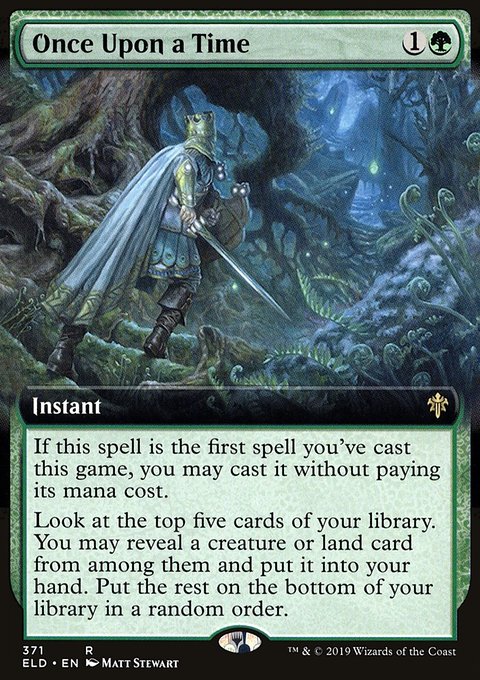 Once Upon a Time 1
Instant
If this spell is the first spell you've cast
this game, you may cast it without paying
its mana cost.
Look at the top five cards of your library.
You may reveal a creature or land card
from among them and put it into your
hand. Put the rest on the bottom of your
library in a random order.
371 R
ELD • EN Matt Stewart
™ & © 2019 Wizards of the Coast